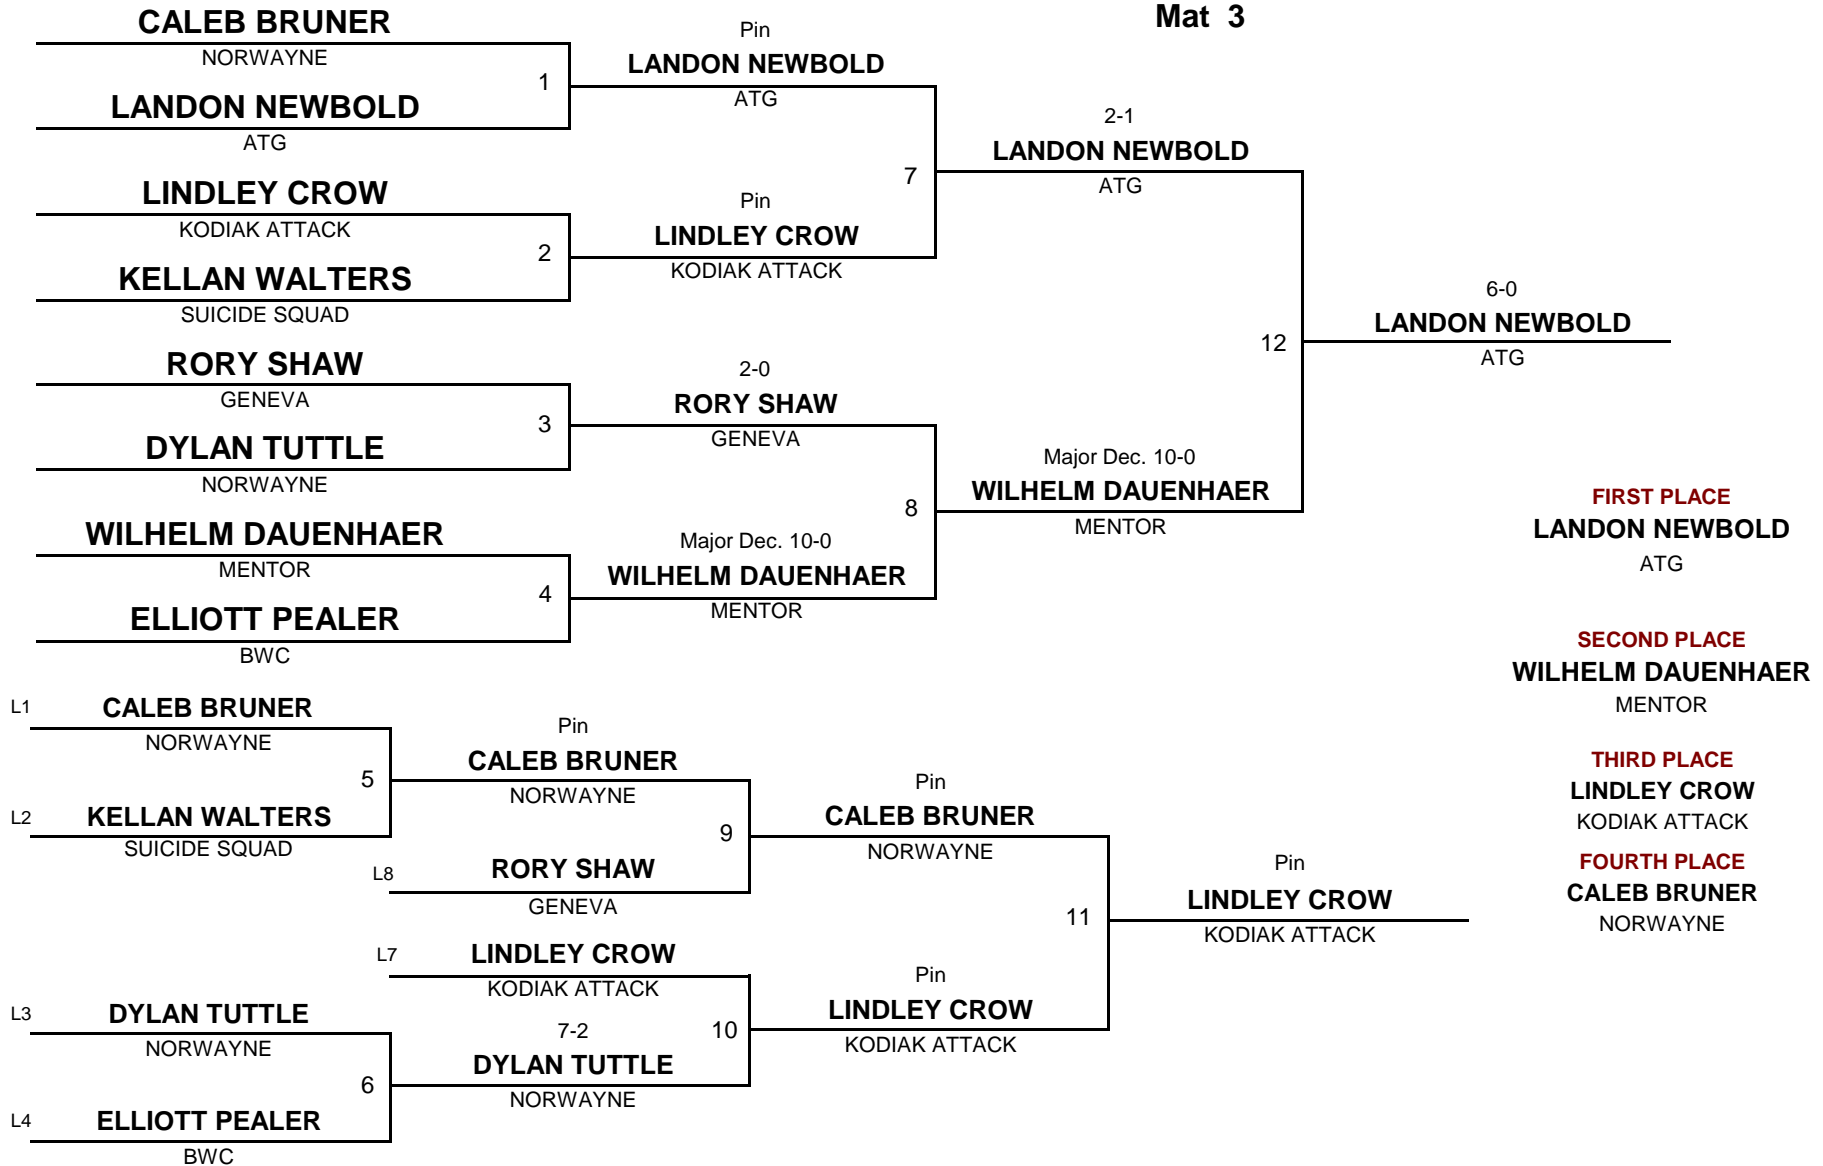 Mat 3
CALEB BRUNER
NORWAYNE
1
LANDON NEWBOLD
ATG
LINDLEY CROW
KODIAK ATTACK
2
KELLAN WALTERS
SUICIDE SQUAD
RORY SHAW
GENEVA
3
DYLAN TUTTLE
NORWAYNE
WILHELM DAUENHAER
MENTOR
4
ELLIOTT PEALER
BWC
Pin
LANDON NEWBOLD
ATG
7
Pin
LINDLEY CROW
KODIAK ATTACK
2-0
RORY SHAW
GENEVA
8
Major Dec. 10-0
WILHELM DAUENHAER
MENTOR
2-1
LANDON NEWBOLD
ATG
12
Major Dec. 10-0
WILHELM DAUENHAER
MENTOR
6-0
LANDON NEWBOLD
ATG
L1
CALEB BRUNER
NORWAYNE
5
L2
KELLAN WALTERS
SUICIDE SQUAD
L3
DYLAN TUTTLE
NORWAYNE
6
L4
ELLIOTT PEALER
BWC
Pin
CALEB BRUNER
NORWAYNE
9
L8
RORY SHAW
GENEVA
L7
LINDLEY CROW
KODIAK ATTACK
10
7-2
DYLAN TUTTLE
NORWAYNE
Pin
CALEB BRUNER
NORWAYNE
11
Pin
LINDLEY CROW
KODIAK ATTACK
Pin
LINDLEY CROW
KODIAK ATTACK
FIRST PLACE
LANDON NEWBOLD
ATG
SECOND PLACE
WILHELM DAUENHAER
MENTOR
THIRD PLACE
LINDLEY CROW
KODIAK ATTACK
FOURTH PLACE
CALEB BRUNER
NORWAYNE